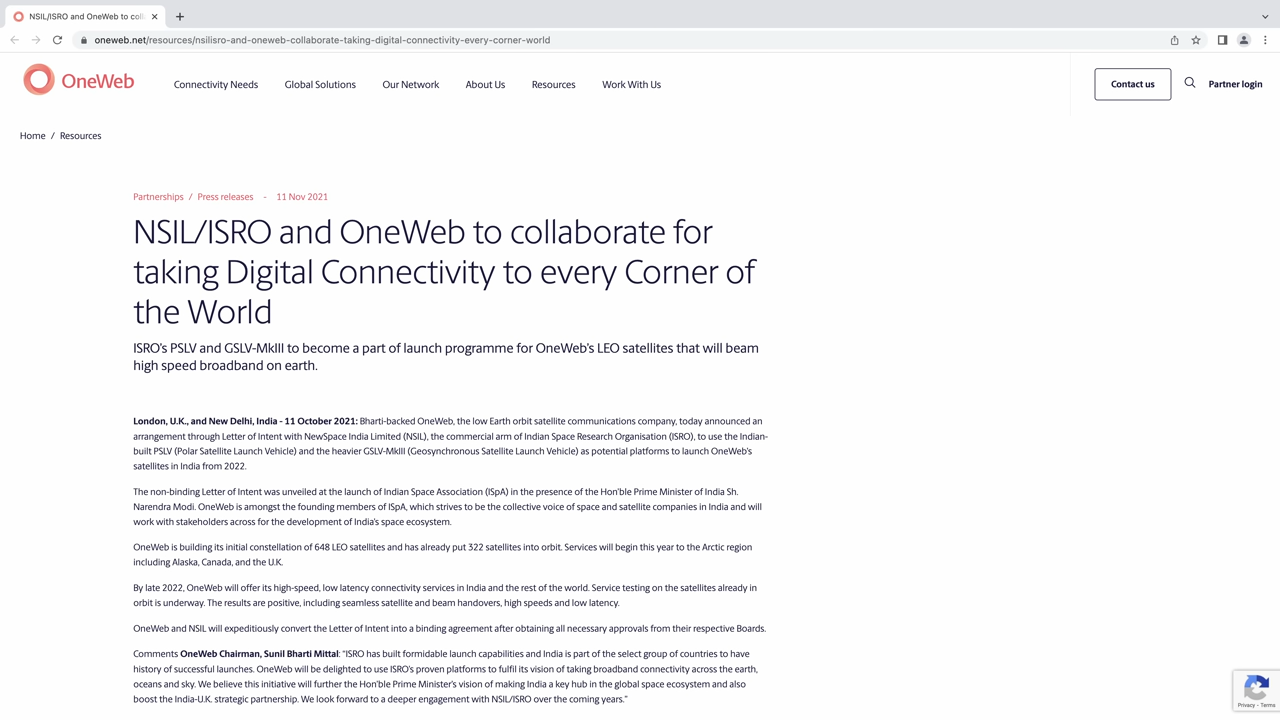 NSIL/ISRO and OneWeb to coll
oneweb.net/resources/nsilisro-and-oneweb-collaborate-taking-digital-connectivity-every-corner-world
OneWeb
Connectivity Needs
Global Solutions
Our Network
About Us
Resources
Work With Us
Contact us
Partner login
Home / Resources
Partnerships / Press releases - 11 Nov 2021
NSIL/ISRO and OneWeb to collaborate for
taking Digital Connectivity to every Corner of
the World
ISRO's PSLV and GSLV-MkIII to become a part of launch programme for OneWeb's LEO satellites that will beam
high speed broadband on earth.
London, U.K., and New Delhi, India - 11 October 2021: Bharti-backed OneWeb, the low Earth orbit satellite communications company, today announced an
arrangement through Letter of Intent with NewSpace India Limited (NSIL), the commercial arm of Indian Space Research Organisation (ISRO), to use the Indian-
built PSLV (Polar Satellite Launch Vehicle) and the heavier GSLV-MkIII (Geosynchronous Satellite Launch Vehicle) as potential platforms to launch OneWeb's
satellites in India from 2022.
The non-binding Letter of Intent was unveiled at the launch of Indian Space Association (ISpA) in the presence of the Hon'ble Prime Minister of India Sh.
Narendra Modi. OneWeb is amongst the founding members of ISpA, which strives to be the collective voice of space and satellite companies in India and will
work with stakeholders across for the development of India's space ecosystem.
OneWeb is building its initial constellation of 648 LEO satellites and has already put 322 satellites into orbit. Services will begin this year to the Arctic region
including Alaska, Canada, and the U.K.
By late 2022, OneWeb will offer its high-speed, low latency connectivity services in India and the rest of the world. Service testing on the satellites already in
orbit is underway. The results are positive, including seamless satellite and beam handovers, high speeds and low latency.
OneWeb and NSIL will expeditiously convert the Letter of Intent into a binding agreement after obtaining all necessary approvals from their respective Boards.
Comments OneWeb Chairman, Sunil Bharti Mittal: "ISRO has built formidable launch capabilities and India is part of the select group of countries to have
history of successful launches. OneWeb will be delighted to use ISRO's proven platforms to fulfil its vision of taking broadband connectivity across the earth,
oceans and sky. We believe this initiative will further the Hon'ble Prime Minister's vision of making India a key hub in the global space ecosystem and also
boost the India-U.K. strategic partnership. We look forward to a deeper engagement with NSIL/ISRO over the coming years."
Privacy - Terms